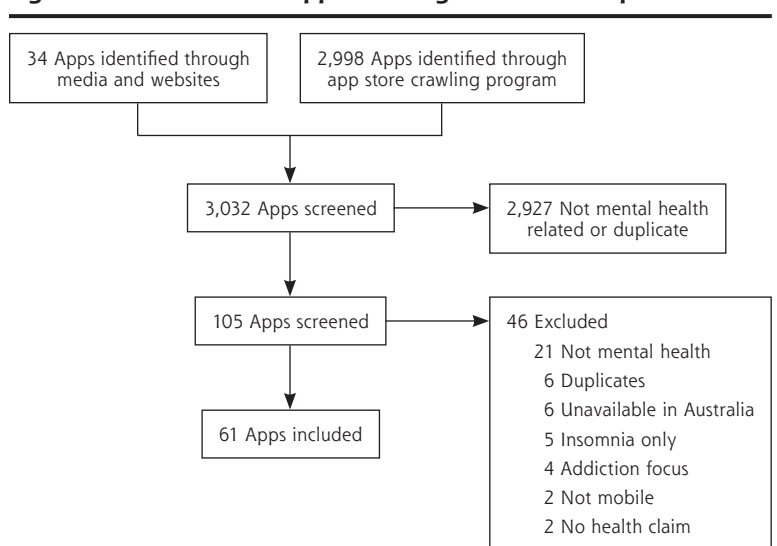 34 Apps identified through
media and websites
2,998 Apps identified through
app store crawling program
3,032 Apps screened
2,927 Not mental health
related or duplicate
105 Apps screened
46 Excluded
21 Not mental health
6 Duplicates
6 Unavailable in Australia
5 Insomnia only
4 Addiction focus
2 Not mobile
2 No health claim
61 Apps included